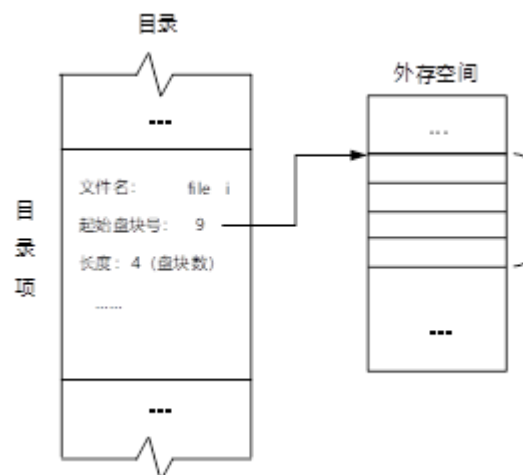 目录
外存空间
...
...
文件名： file i
起始盘块号： 9
目录项
长度：4（盘块数）
......
...
...